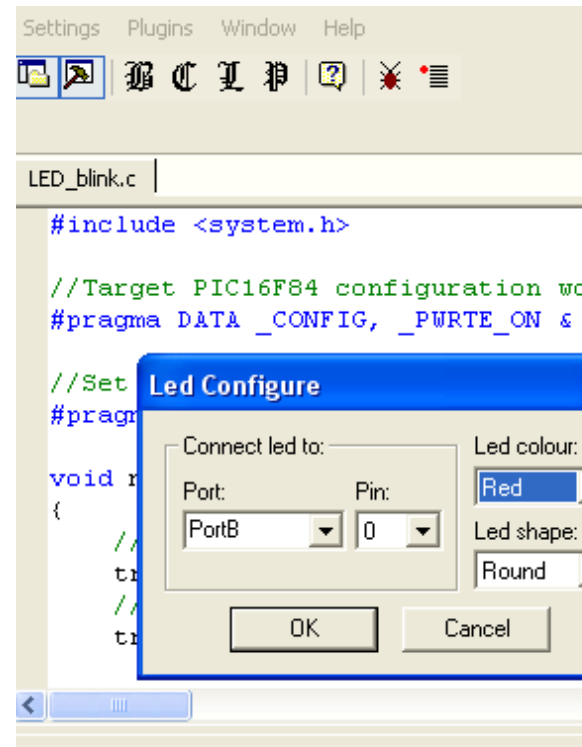 Settings Plugins Window Help
B C L P
LED_blink.c
#include <system.h>
//Target PIC16F84 configuration wo
#pragma DATA _CONFIG, _PWRTE_ON &
//Set
#pragm
void
{
//
tr
//
tr
Led Configure
Connect led to:
Port: Pin:
PortB 0
Led colour:
Red
Led shape:
Round
OK Cancel